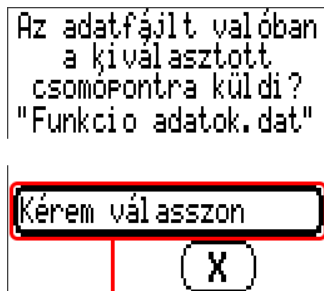 Az adatfájlt valóban
a kiválasztott
csomópontra küldi?
"Funkcio adatok.dat"
Kérem válasszon
X